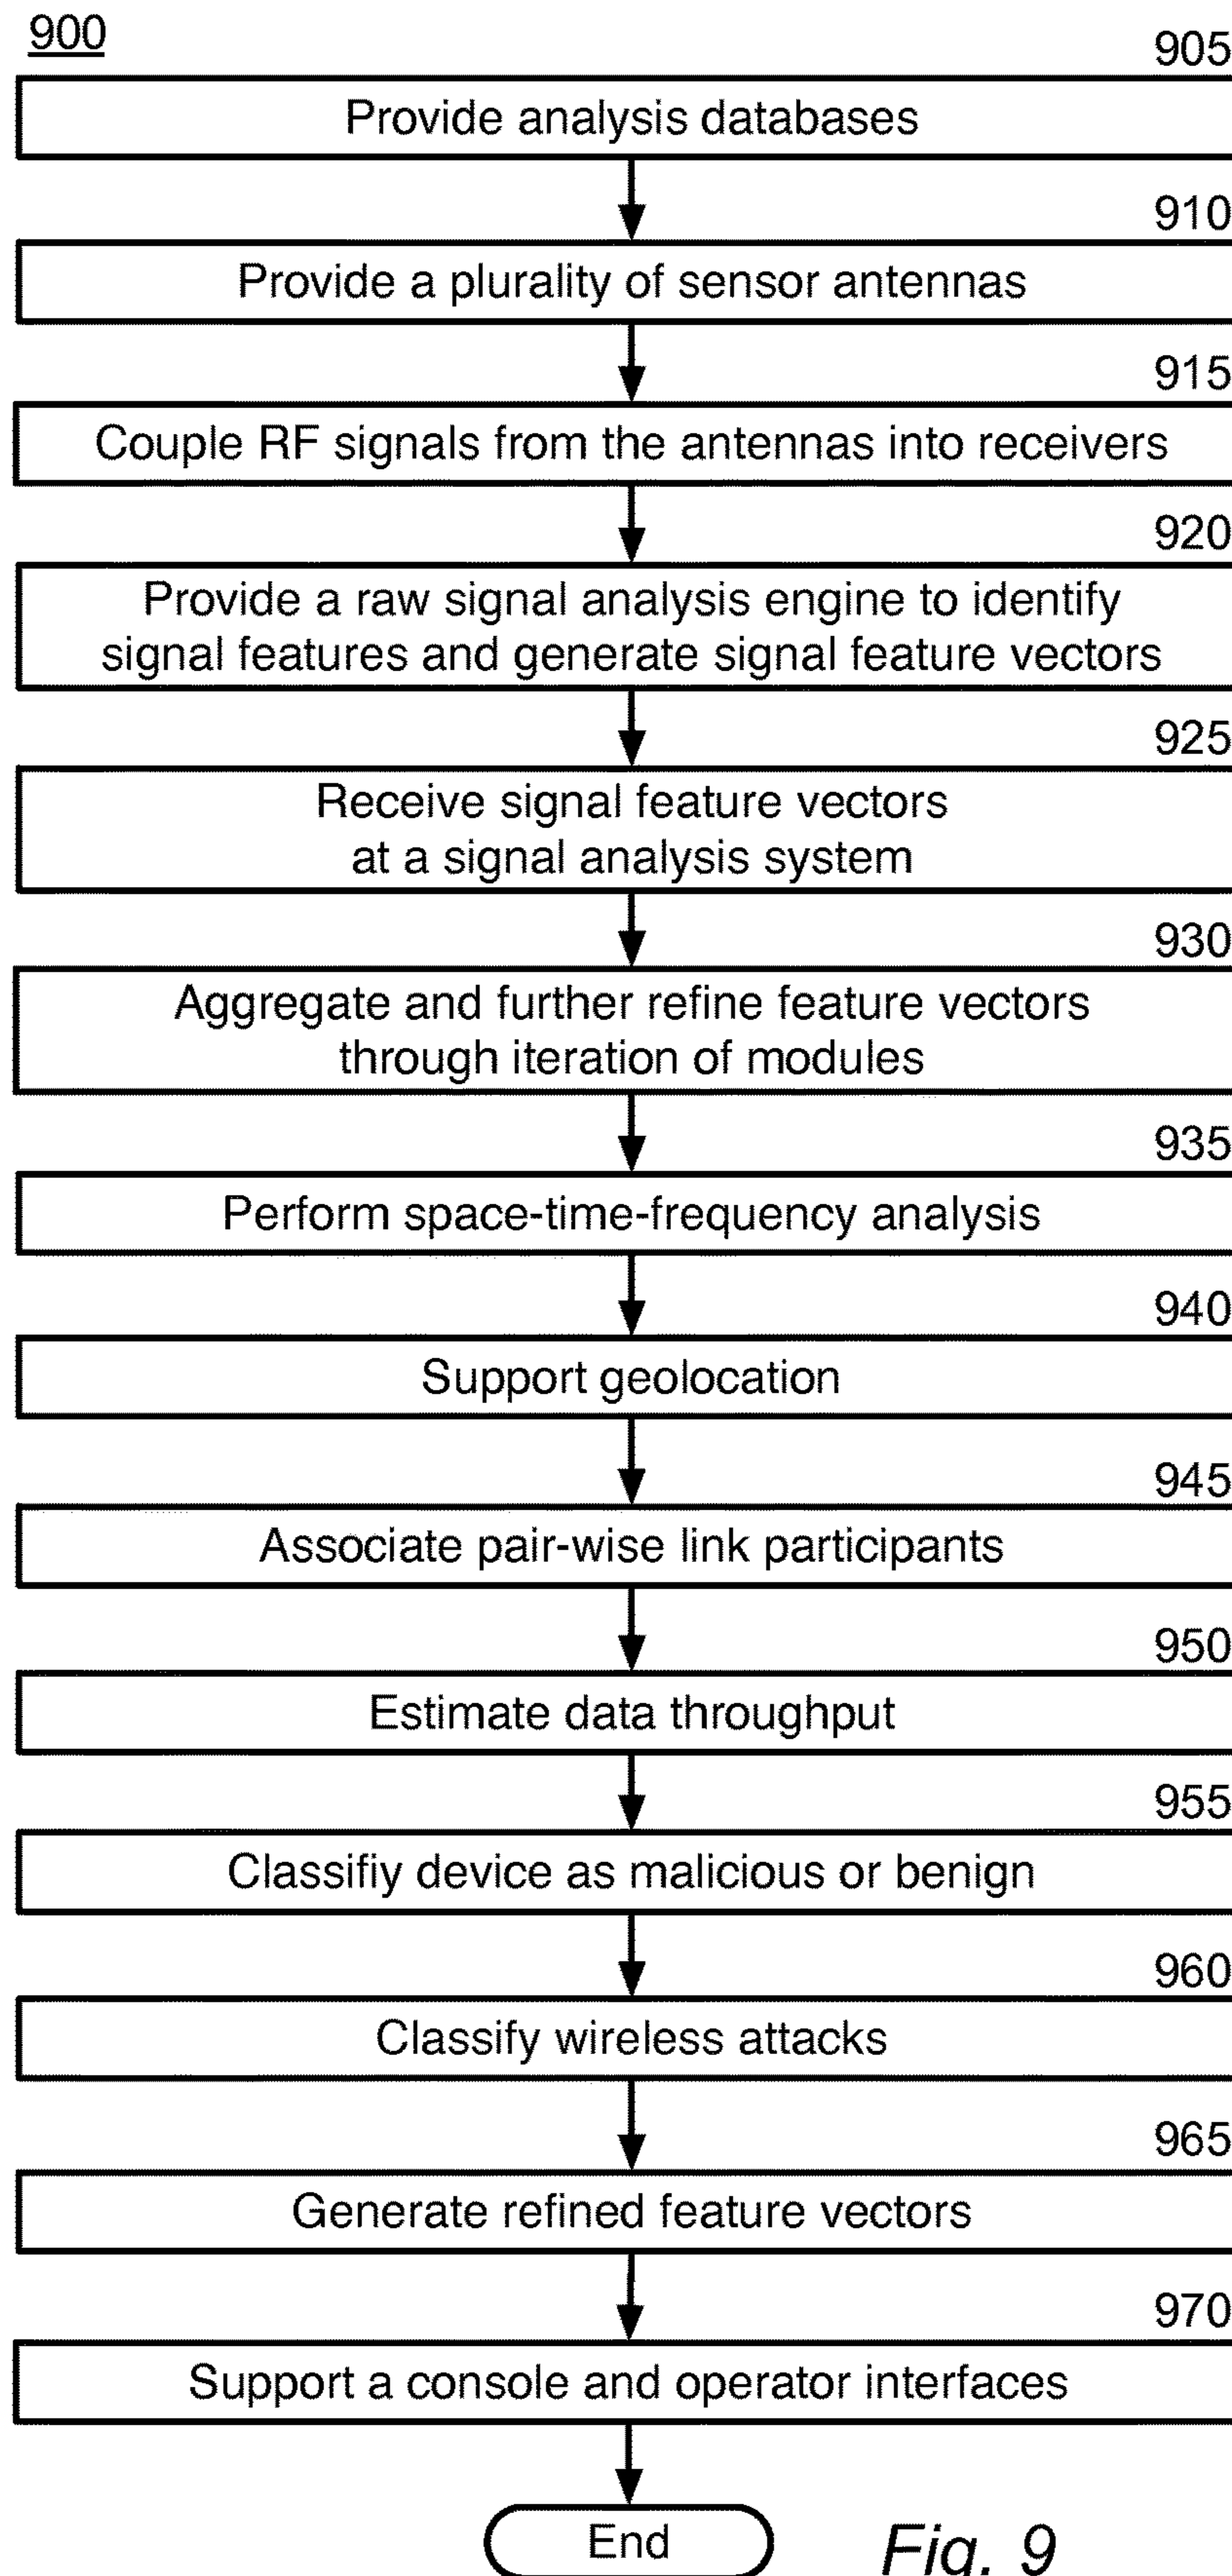 900
905
Provide analysis databases
910
Provide a plurality of sensor antennas
915
Couple RF signals from the antennas into receivers
920
Provide a raw signal analysis engine to identify
signal features and generate signal feature vectors
925
Receive signal feature vectors
at a signal analysis system
930
Aggregate and further refine feature vectors
through iteration of modules
935
Perform space-time-frequency analysis
940
Support geolocation
945
Associate pair-wise link participants
950
Estimate data throughput
955
Classifiy device as malicious or benign
960
Classify wireless attacks
965
Generate refined feature vectors
970
Support a console and operator interfaces
End
Fig. 9